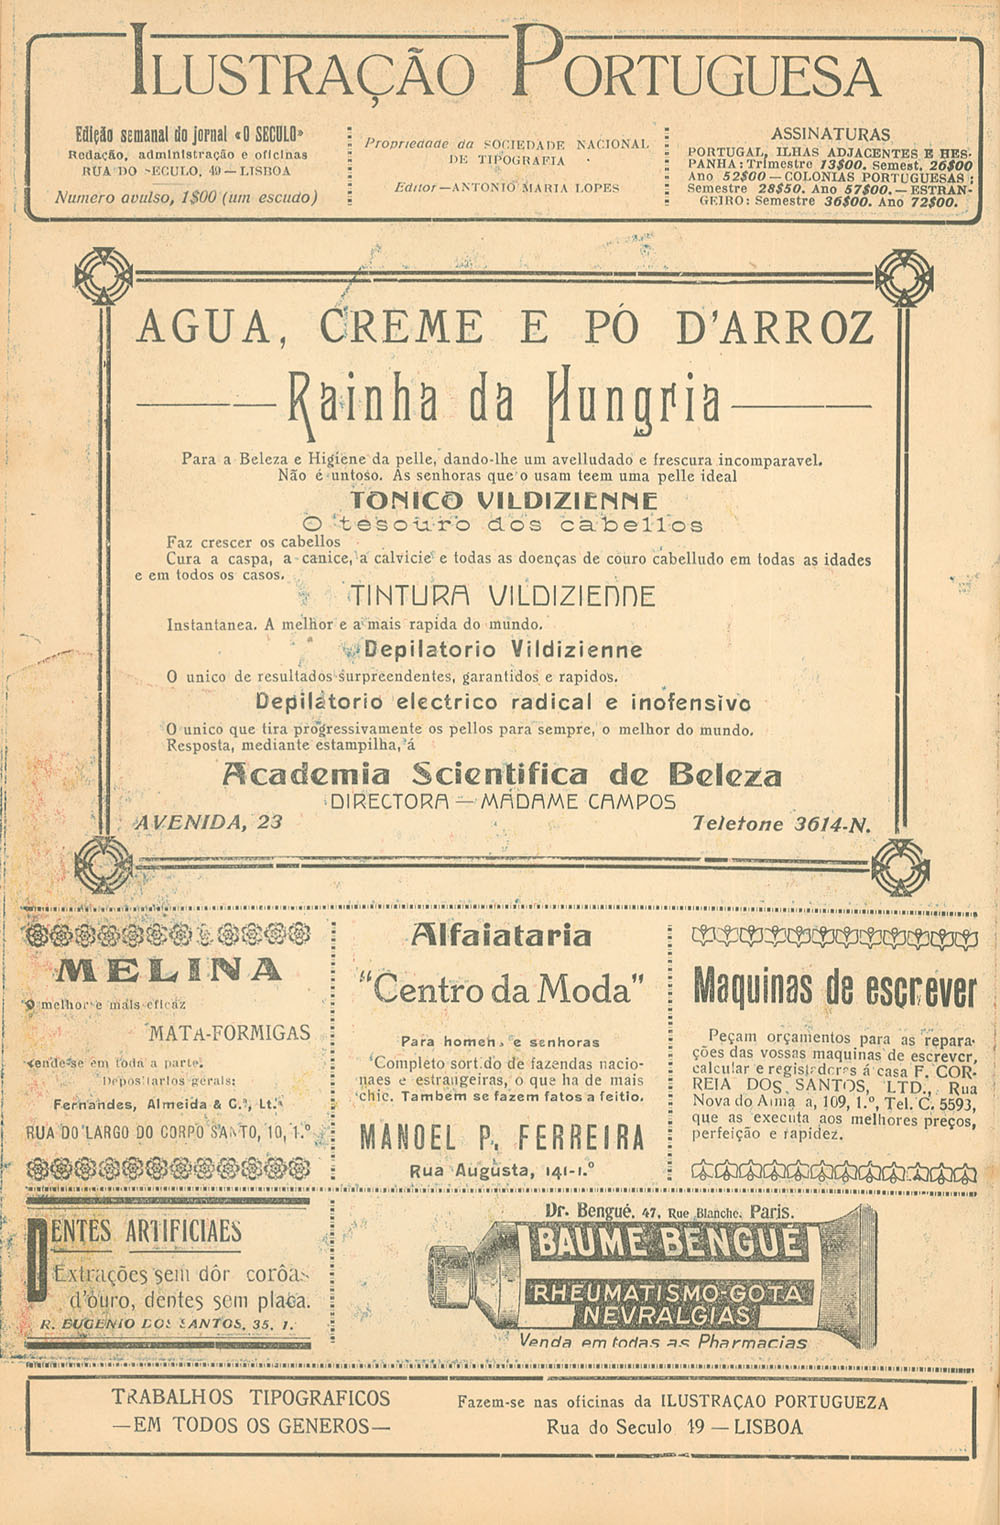 ILUSTRAÇÃO PORTUGUESA
Edição semanal do jornal «O SECULO»
Redação, administração e oficinas
RUA DO SECULO, 49—LISBOA
Numero avulso, 1$00 (um escudo)
Propriedade da SOCIEDADE NACIONAL
DE TIPOGRAFIA
Editor—ANTONIO MARIA LOPES
ASSINATURAS
PORTUGAL, ILHAS ADJACENTES E HES-
PANHA: Trimestre 13$00. Semest. 26$00
Ano 52$00—COLONIAS PORTUGUESAS:
Semestre 28$50. Ano 57$00.—ESTRAN-
GEIRO: Semestre 36$00. Ano 72$00.
AGUA, CREME E PÓ D'ARROZ
Rainha da Hungria
Para a Beleza e Higiene da pelle, dando-lhe um avelludado e frescura incomparavel.
Não é untoso. As senhoras que o usam teem uma pelle ideal
TONICO VILDIZIENNE
O tesouro dos cabellos
Faz crescer os cabellos
Cura a caspa, a canice, a calvicie e todas as doenças de couro cabelludo em todas as idades
e em todos os casos.
TINTURA VILDIZIENNE
Instantanea. A melhor e a mais rapida do mundo.
Depilatorio Vildizienne
O unico de resultados surpreendentes, garantidos e rapidos.
Depilatorio electrico radical e inofensivo
O unico que tira progressivamente os pellos para sempre, o melhor do mundo.
Resposta, mediante estampilha, á
Academia Scientifica de Beleza
DIRECTORA — MADAME CAMPOS
AVENIDA, 23
Teletone 3614-N.
MELINA
O melhor e mais eficaz
MATA-FORMIGAS
Vende-se em toda a parte.
Depositarios gerais:
Fernandes, Almeida & C.ª, Lt.ª
RUA DO LARGO DO CORPO SANTO, 10, 1.º
Alfaiataria
"Centro da Moda"
Para homens e senhoras
Completo sort.do de fazendas nacio-
naes e estrangeiras, o que ha de mais
chic. Tambem se fazem fatos a feitio.
MANOEL P. FERREIRA
Rua Augusta, 141-1.º
Maquinas de escrever
Peçam orçamentos para as repara-
ções das vossas maquinas de escrever,
calcular e registadoras á casa F. COR-
REIA DOS SANTOS, LTD., Rua
Nova do Almada, 109, 1.º, Tel. C. 5593,
que as executa aos melhores preços,
perfeição e rapidez.
DENTES ARTIFICIAES
Extrações sem dôr corôas
d'ouro, dentes sem placa.
R. EUGENIO DOS SANTOS, 35, 1.
Dr. Bengué, 47, Rue Blanche, Paris.
BAUME BENGUÉ
RHEUMATISMO-GOTA
NEVRALGIAS
Venda em todas as Pharmacias
TRABALHOS TIPOGRAFICOS
—EM TODOS OS GENEROS—
Fazem-se nas oficinas da ILUSTRAÇAO PORTUGUEZA
Rua do Seculo 49 — LISBOA